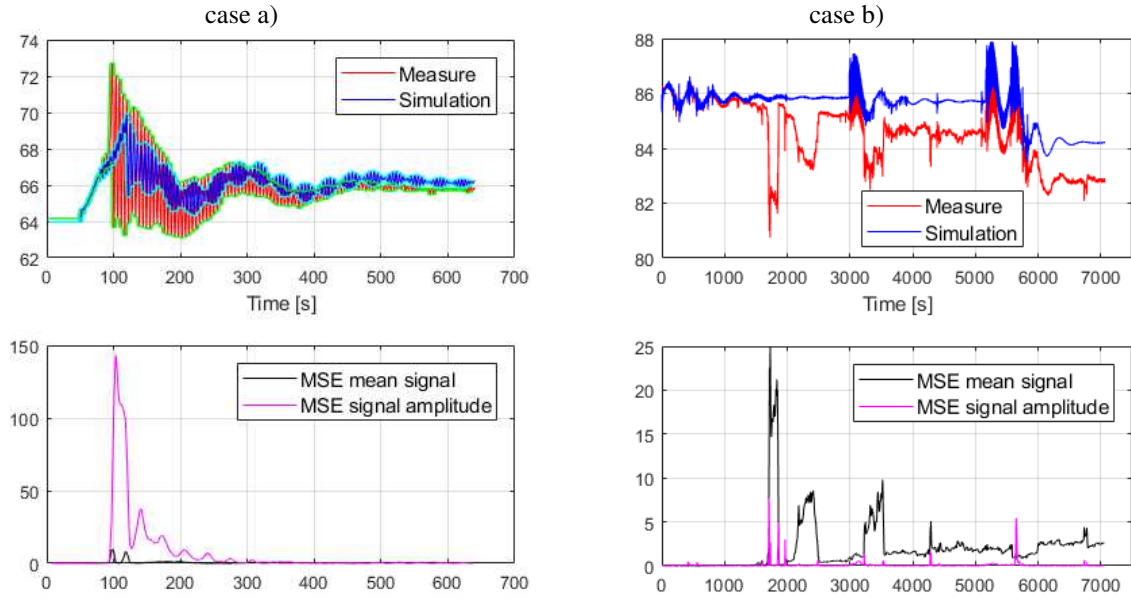 case a)
74
72
70
68
66
64
62
Measure
Simulation
0 100 200 300 400 500 600 700
Time [s]
150
100
50
0
MSE mean signal
MSE signal amplitude
0 100 200 300 400 500 600 700
case b)
88
86
84
82
80
Measure
Simulation
0 1000 2000 3000 4000 5000 6000 7000
Time [s]
25
20
15
10
5
0
MSE mean signal
MSE signal amplitude
0 1000 2000 3000 4000 5000 6000 7000